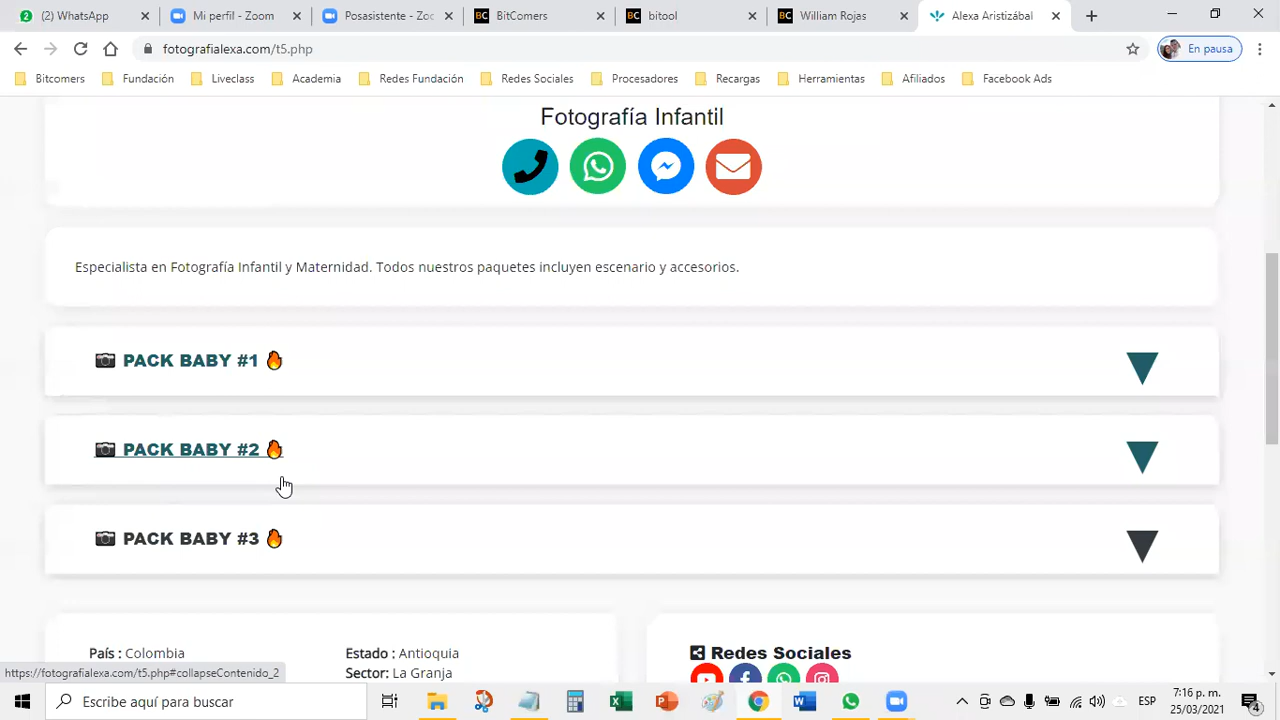 (2) WhatsApp
Mi perfil - Zoom
Posasistente - Zo
BitComers
bitool
William Rojas
Alexa Aristizábal
fotografialexa.com/t5.php
En pausa
Bitcomers
Fundación
Liveclass
Academia
Redes Fundación
Redes Sociales
Procesadores
Recargas
Herramientas
Afiliados
Facebook Ads
Fotografía Infantil
Especialista en Fotografía Infantil y Maternidad. Todos nuestros paquetes incluyen escenario y accesorios.
PACK BABY #1
PACK BABY #2
PACK BABY #3
País : Colombia
Estado : Antioquia
Sector: La Granja
Redes Sociales
https://fotografialexa.com/t5.php#collapseContenido_2
Escribe aquí para buscar
ESP
7:16 p. m.
25/03/2021
4